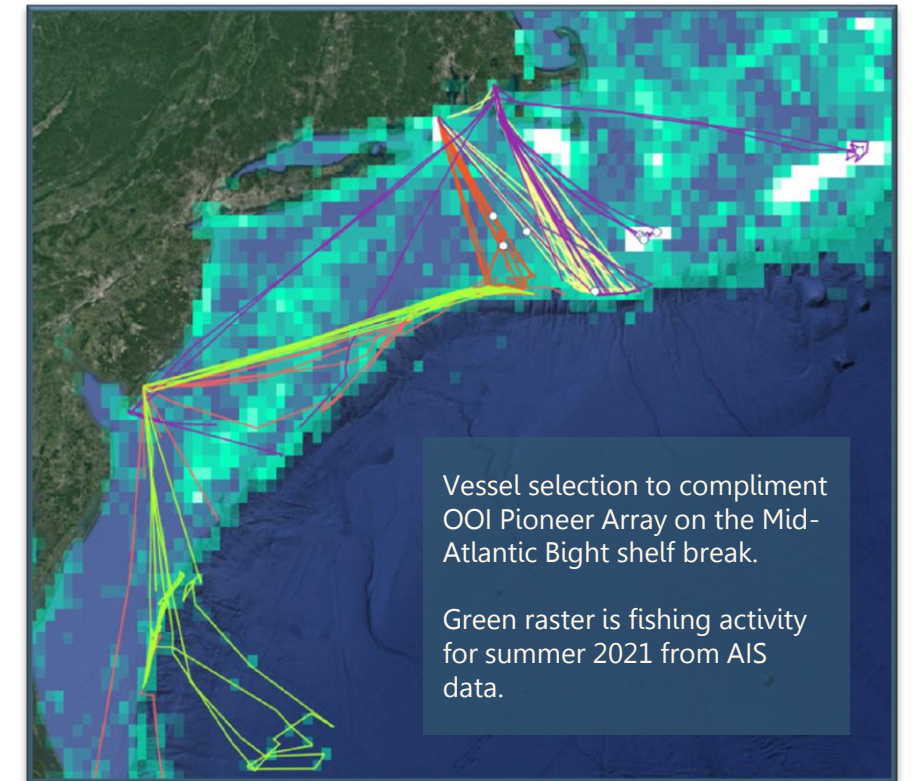 Vessel selection to compliment
OOI Pioneer Array on the Mid-
Atlantic Bight shelf break.
Green raster is fishing activity
for summer 2021 from AIS
data.